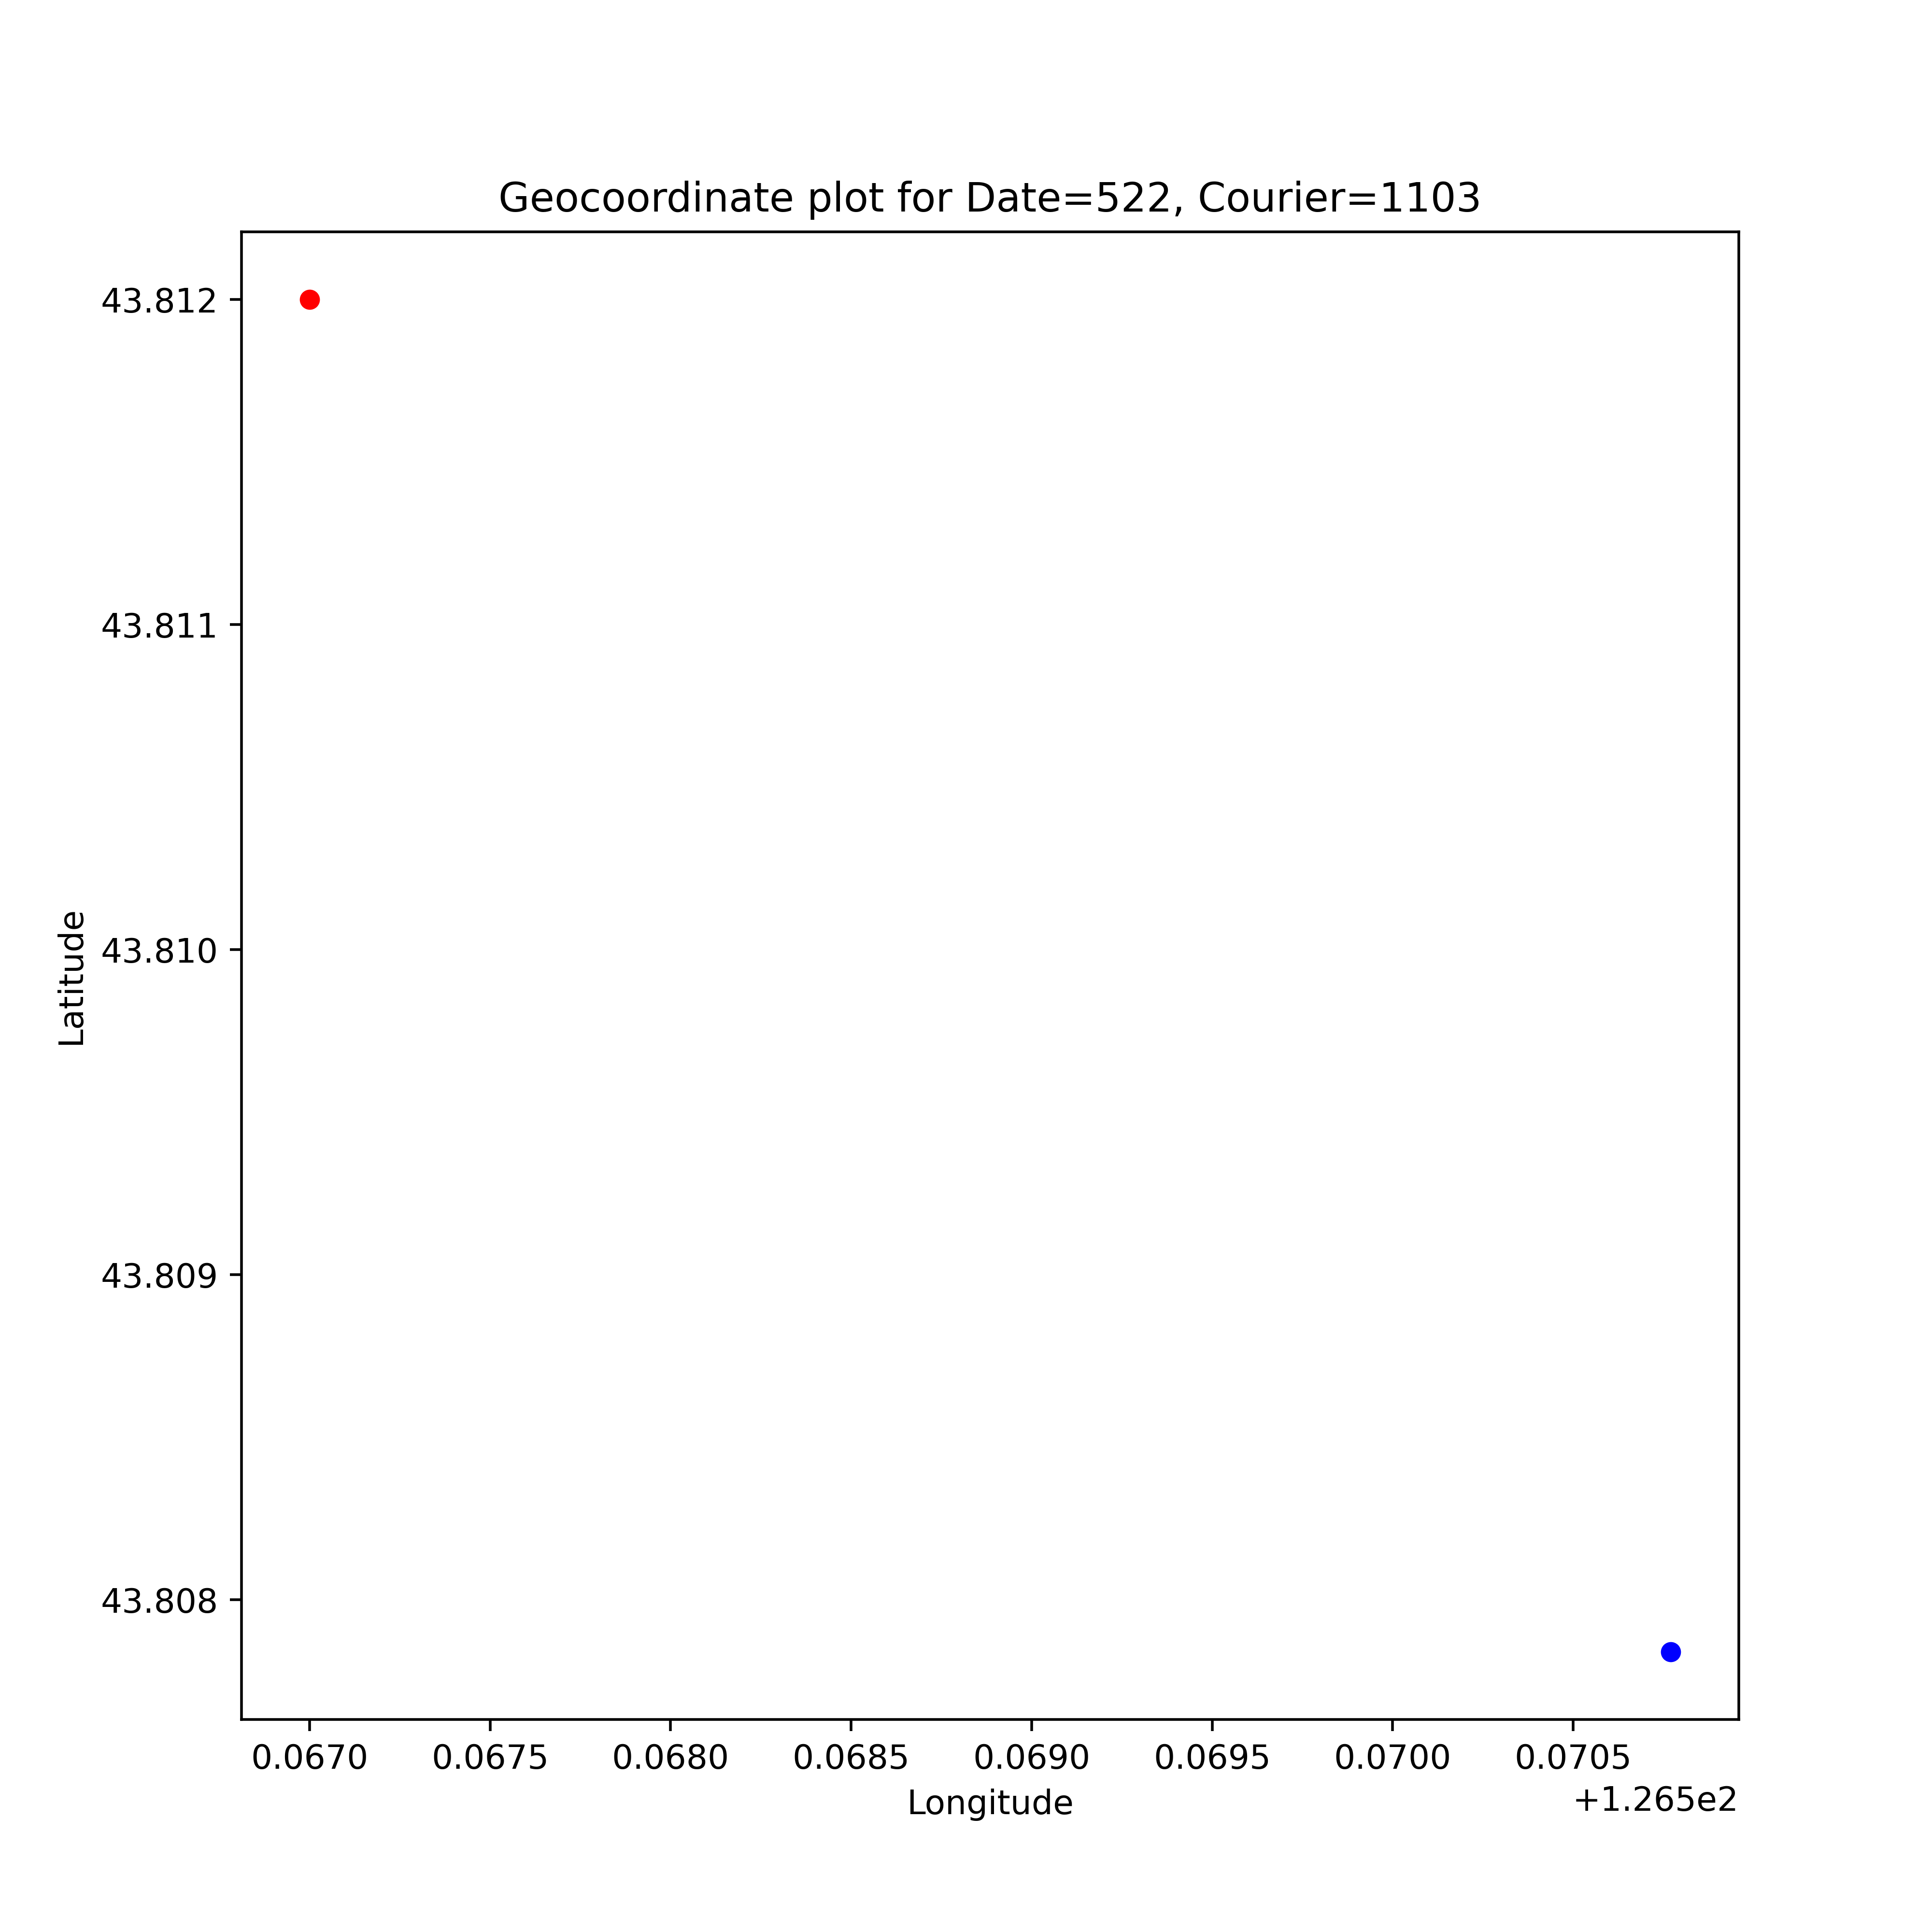 Geocoordinate plot for Date=522, Courier=1103
43.812
43.811
43.810
43.809
43.808
Latitude
0.0670 0.0675 0.0680 0.0685 0.0690 0.0695 0.0700 0.0705
+1.265e2
Longitude